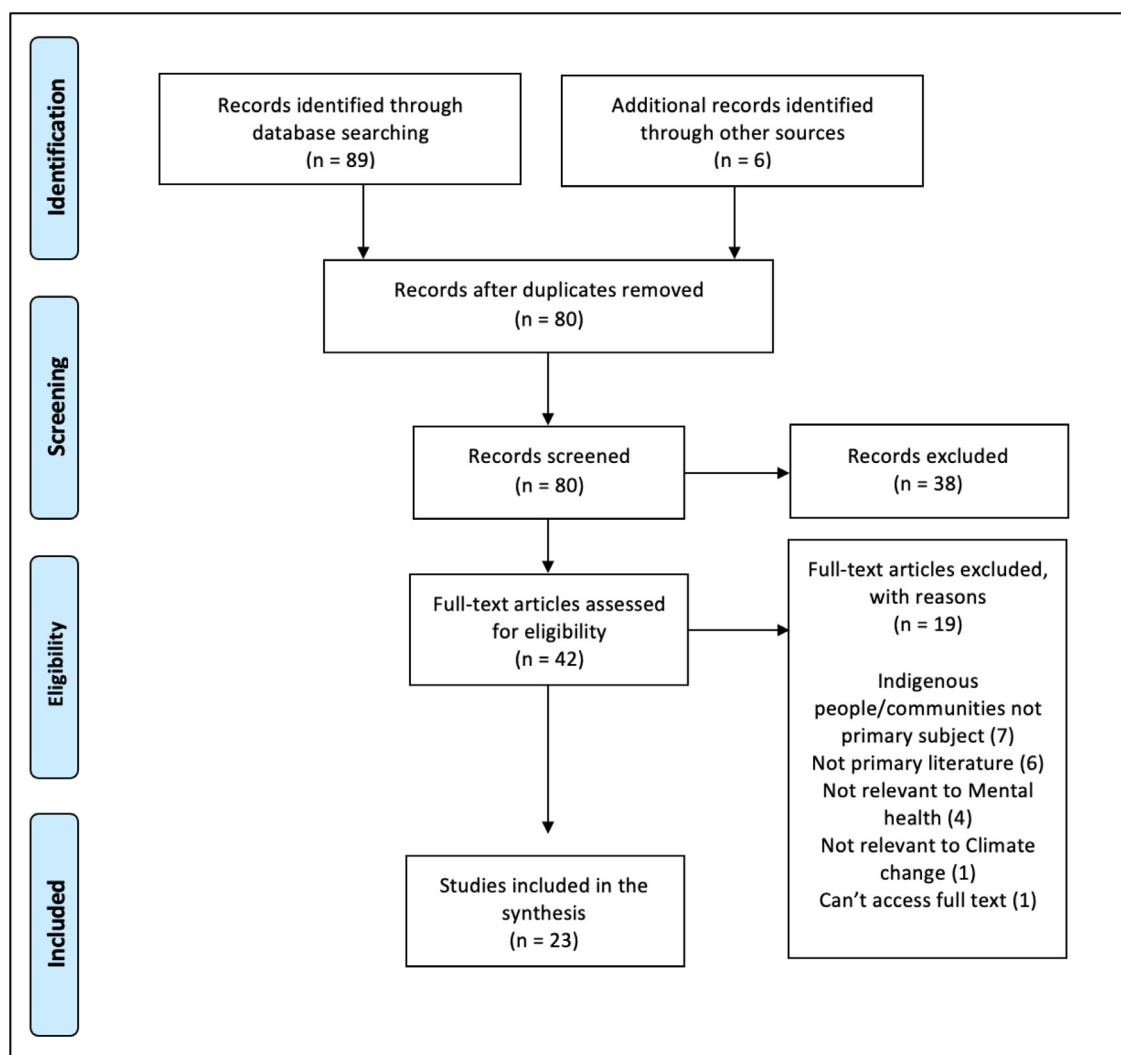 Identification
Records identified through
database searching
(n = 89)
Additional records identified
through other sources
(n = 6)
Records after duplicates removed
(n = 80)
Screening
Records screened
(n = 80)
Records excluded
(n = 38)
Eligibility
Full-text articles assessed
for eligibility
(n = 42)
Full-text articles excluded,
with reasons
(n = 19)
Indigenous
people/communities not
primary subject (7)
Not primary literature (6)
Not relevant to Mental
health (4)
Not relevant to Climate
change (1)
Can’t access full text (1)
Included
Studies included in the
synthesis
(n = 23)